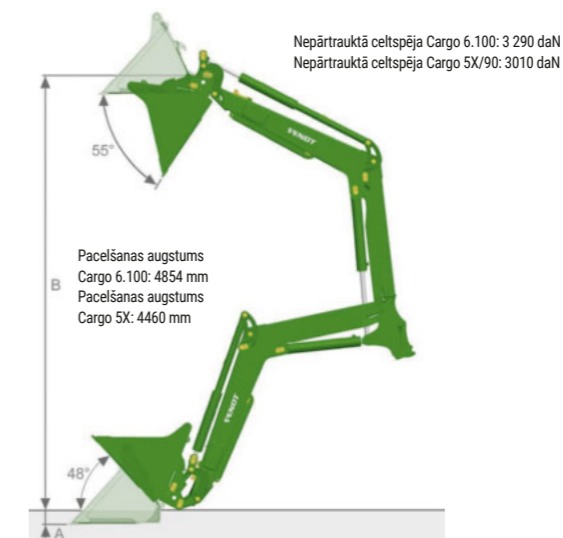 Nepārtrauktā celtspēja Cargo 6.100: 3 290 daN
Nepārtrauktā celtspēja Cargo 5X/90: 3010 daN
FENDT
55°
Pacelšanas augstums
Cargo 6.100: 4854 mm
B
Pacelšanas augstums
Cargo 5X: 4460 mm
FENDT
48°
A